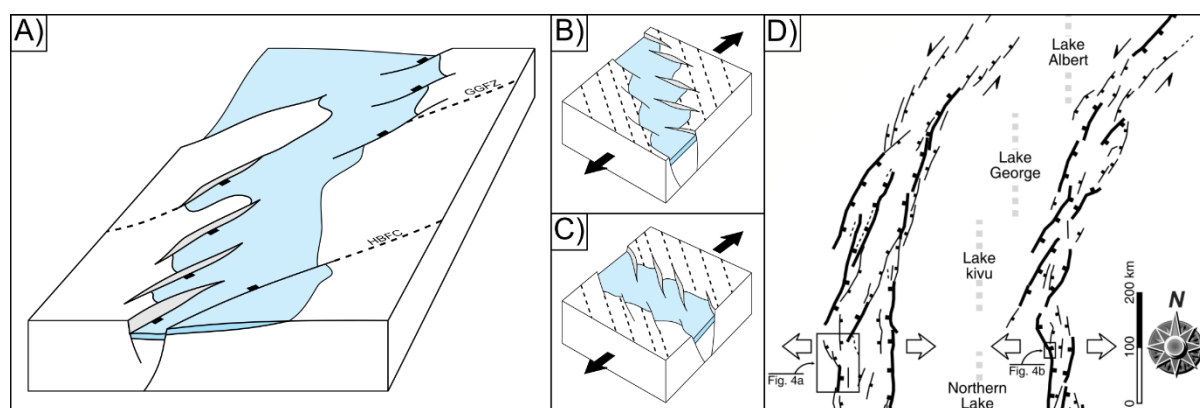 A)
GGFZ
HBFC
B)
C)
D)
Lake
Albert
Lake
George
Lake
kivu
Northern
Lake
Fig. 4a
Fig. 4b
0 100 200 km
N